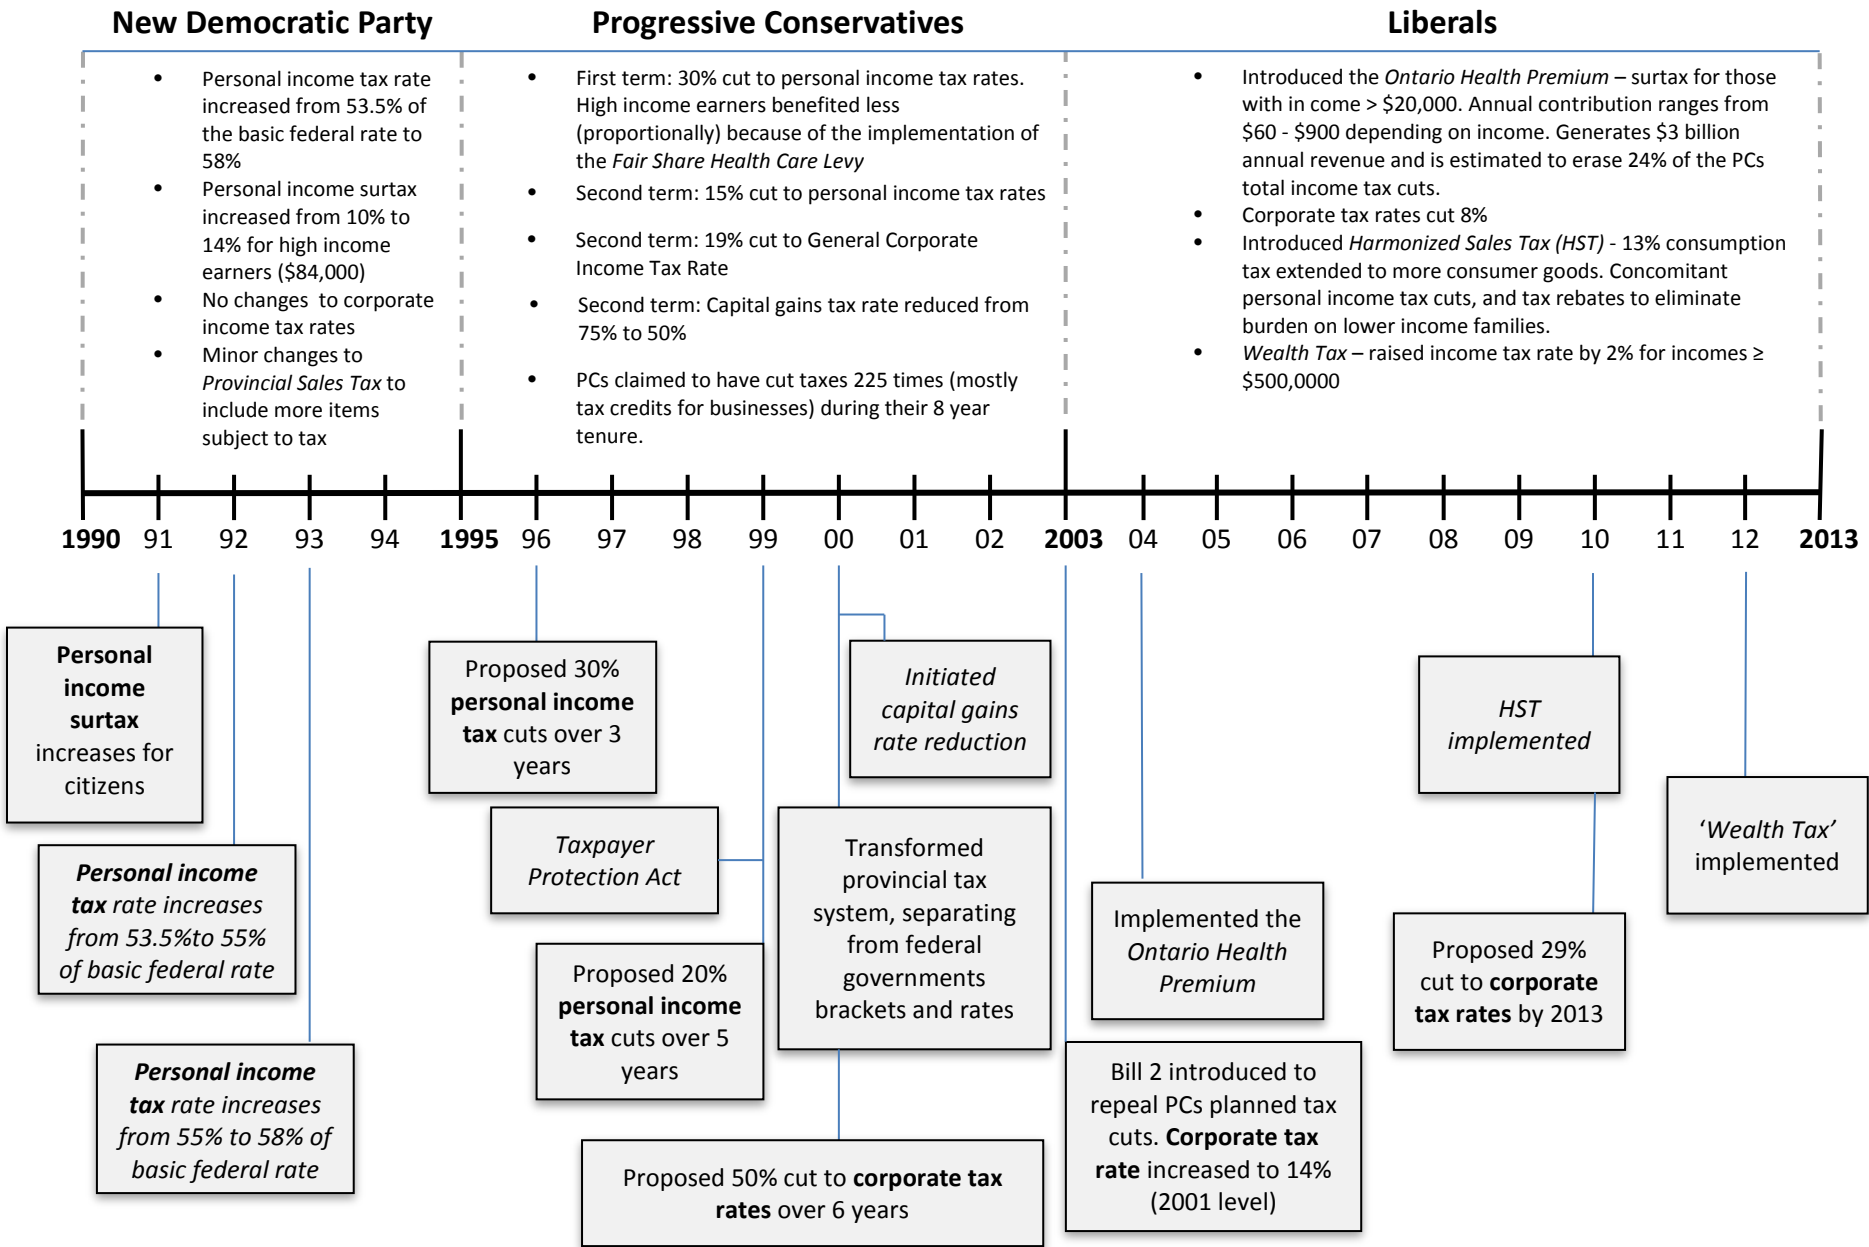 New Democratic Party
• Personal income tax rate
increased from 53.5% of
the basic federal rate to
58%
• Personal income surtax
increased from 10% to
14% for high income
earners ($84,000)
• No changes to corporate
income tax rates
• Minor changes to
Provincial Sales Tax to
include more items
subject to tax
Progressive Conservatives
• First term: 30% cut to personal income tax rates.
High income earners benefited less
(proportionally) because of the implementation of
the Fair Share Health Care Levy
• Second term: 15% cut to personal income tax rates
• Second term: 19% cut to General Corporate
Income Tax Rate
• Second term: Capital gains tax rate reduced from
75% to 50%
• PCs claimed to have cut taxes 225 times (mostly
tax credits for businesses) during their 8 year
tenure.
Liberals
• Introduced the Ontario Health Premium – surtax for those
with in come > $20,000. Annual contribution ranges from
$60 - $900 depending on income. Generates $3 billion
annual revenue and is estimated to erase 24% of the PCs
total income tax cuts.
• Corporate tax rates cut 8%
• Introduced Harmonized Sales Tax (HST) - 13% consumption
tax extended to more consumer goods. Concomitant
personal income tax cuts, and tax rebates to eliminate
burden on lower income families.
• Wealth Tax – raised income tax rate by 2% for incomes ≥
$500,0000
1990 91 92 93 94 1995 96 97 98 99 00 01 02 2003 04 05 06 07 08 09 10 11 12 2013
Personal
income
surtax
increases for
citizens
Personal income
tax rate increases
from 53.5%to 55%
of basic federal rate
Personal income
tax rate increases
from 55% to 58% of
basic federal rate
Proposed 30%
personal income
tax cuts over 3
years
Taxpayer
Protection Act
Proposed 20%
personal income
tax cuts over 5
years
Initiated
capital gains
rate reduction
Transformed
provincial tax
system, separating
from federal
governments
brackets and rates
Proposed 50% cut to corporate tax
rates over 6 years
Implemented the
Ontario Health
Premium
Bill 2 introduced to
repeal PCs planned tax
cuts. Corporate tax
rate increased to 14%
(2001 level)
HST
implemented
Proposed 29%
cut to corporate
tax rates by 2013
‘Wealth Tax’
implemented